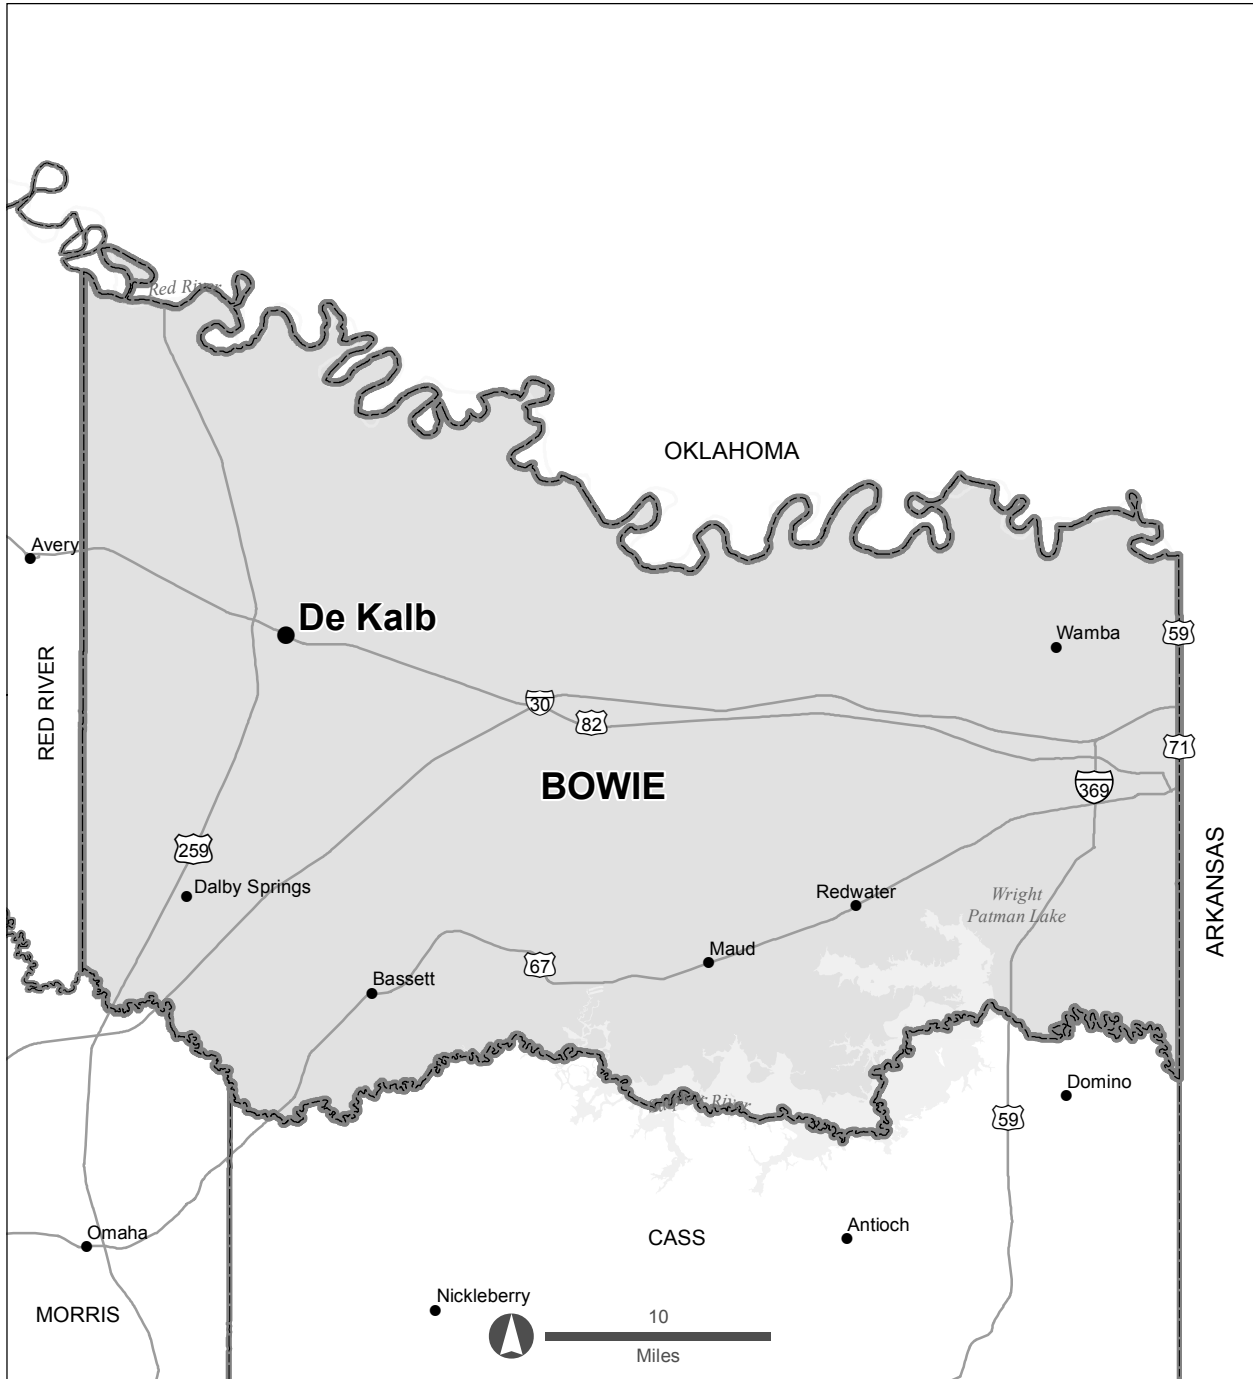 Red River
OKLAHOMA
Avery
De Kalb
Wamba
59
RED RIVER
30
82
71
BOWIE
369
259
ARKANSAS
Dalby Springs
Redwater
Wright
Patman Lake
Maud
67
Bassett
Domino
River
59
Omaha
CASS
Antioch
Nickleberry
MORRIS
10
Miles